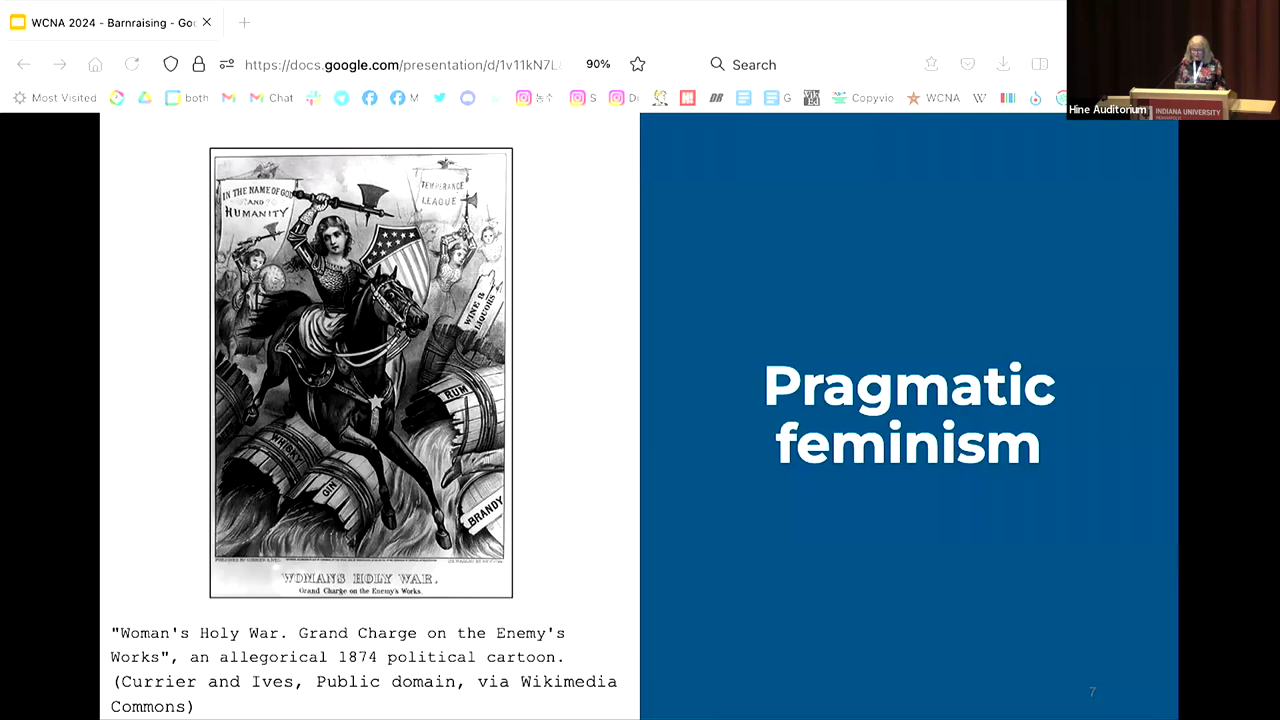 WCNA 2024 - Barnraising - Goo
https://docs.google.com/presentation/d/1v11kN7L
90%
Search
Most Visited
both
Chat
M
S
G
Copyvio
WCNA
Hine Auditorium
INDIANA UNIVERSITY
IN THE NAME OF GOD
AND
HUMANITY
TEMPERANCE
LEAGUE
WINE &
LIQUORS
RUM
WHISKY
GIN
BRANDY
WOMAN'S HOLY WAR.
Grand Charge on the Enemy's Works.
"Woman's Holy War. Grand Charge on the Enemy's
Works", an allegorical 1874 political cartoon.
(Currier and Ives, Public domain, via Wikimedia
Commons)
Pragmatic
feminism
7